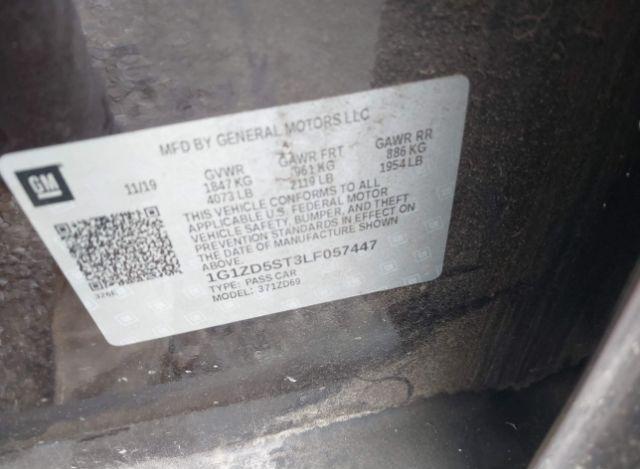 MFD BY GENERAL MOTORS LLC
GM
11/19
GVWR GAWR FRT GAWR RR
1847 KG 961 KG 886 KG
4073 LB 2119 LB 1954 LB
THIS VEHICLE CONFORMS TO ALL
APPLICABLE U.S. FEDERAL MOTOR
VEHICLE SAFETY, BUMPER, AND THEFT
PREVENTION STANDARDS IN EFFECT ON
THE DATE OF MANUFACTURE SHOWN
ABOVE.
1G1ZD5ST3LF057447
TYPE: PASS CAR
MODEL: 371ZD69